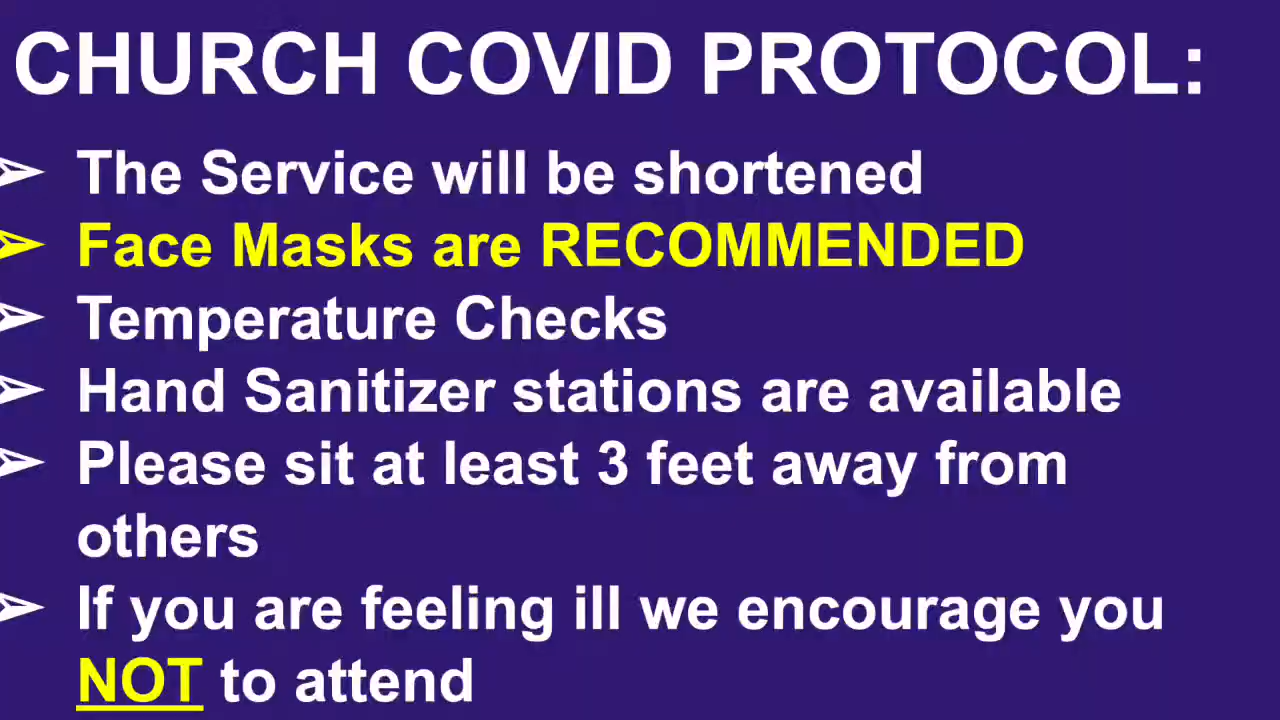 CHURCH COVID PROTOCOL:
➢ The Service will be shortened
➢ Face Masks are RECOMMENDED
➢ Temperature Checks
➢ Hand Sanitizer stations are available
➢ Please sit at least 3 feet away from
others
➢ If you are feeling ill we encourage you
NOT to attend